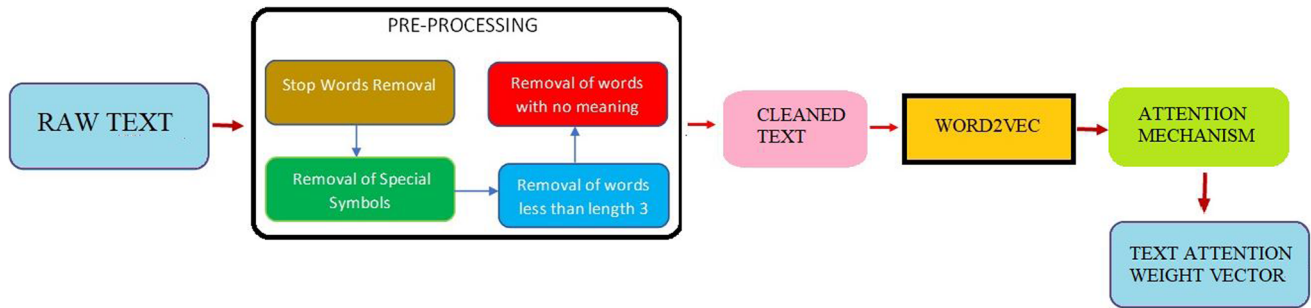 PRE-PROCESSING
RAW TEXT
Stop Words Removal
Removal of Special
Symbols
Removal of words
less than length 3
Removal of words
with no meaning
CLEANED
TEXT
WORD2VEC
ATTENTION
MECHANISM
TEXT ATTENTION
WEIGHT VECTOR